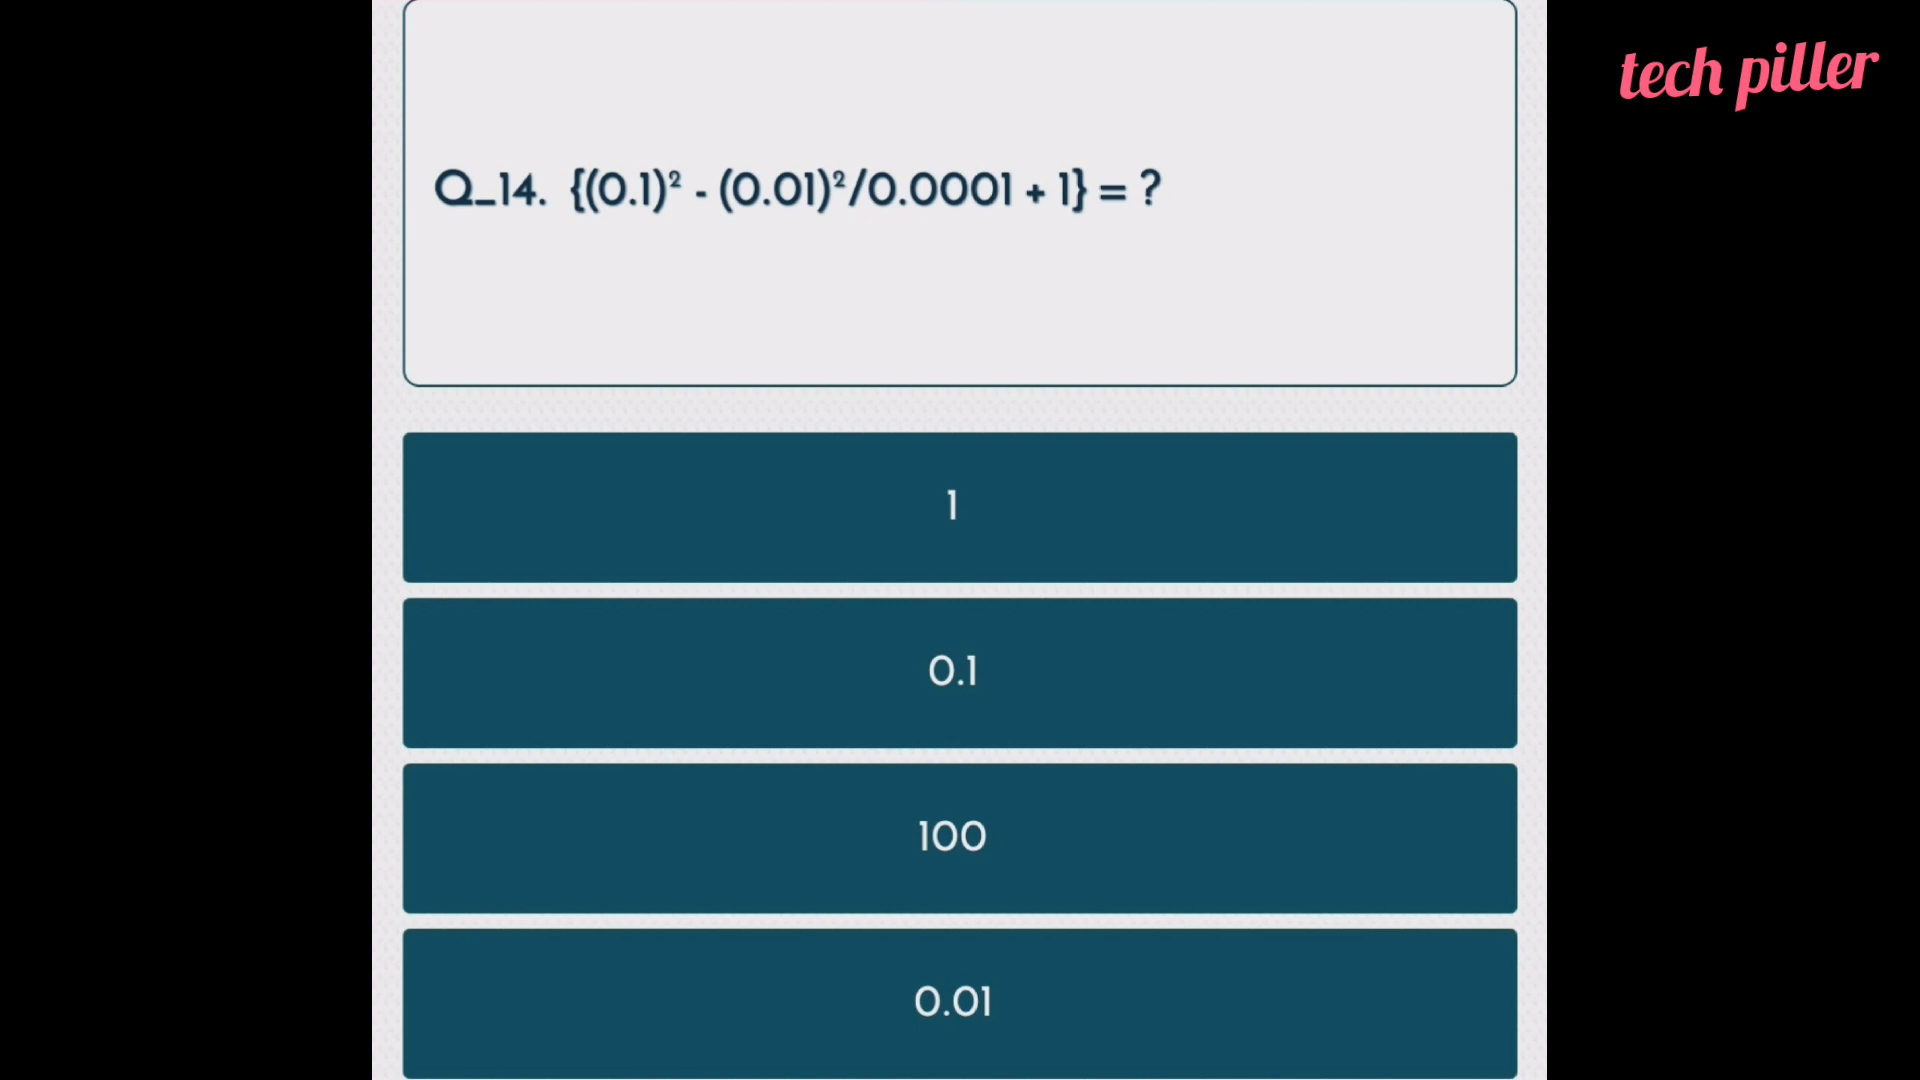 tech piller
Q_14. {(0.1)² - (0.01)²/0.0001 + 1} = ?
1
0.1
100
0.01